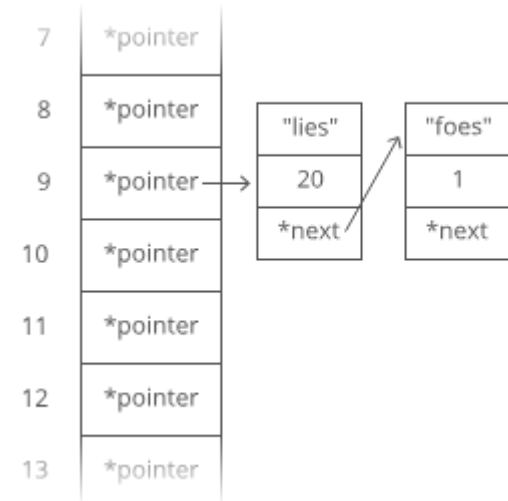 7 *pointer
8 *pointer
"lies" "foes"
9 *pointer 20 1
*next *next
10 *pointer
11 *pointer
12 *pointer
13 *pointer